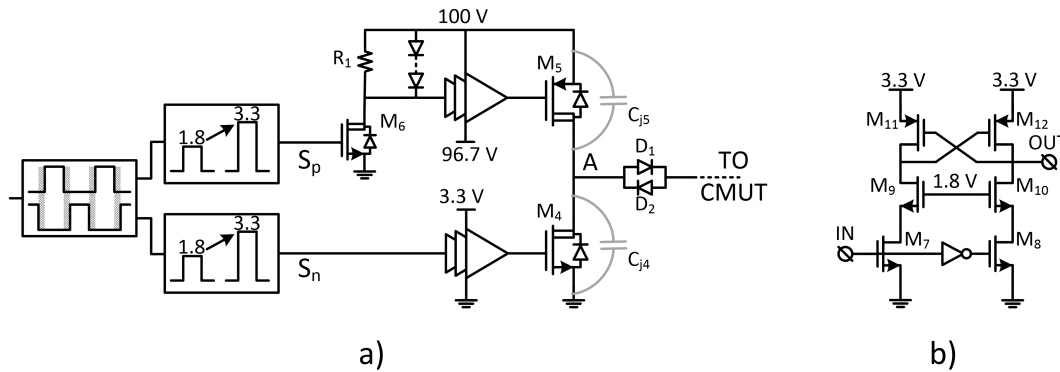 100 V
R1
M5
M6
Cj5
3.3
1.8
Sp
96.7 V
A
D1
D2
TO
CMUT
3.3 V
M4
3.3
1.8
Sn
Cj4
a)
3.3 V
3.3 V
M11
M12
OUT
M9
1.8 V
M10
IN
M7
M8
b)